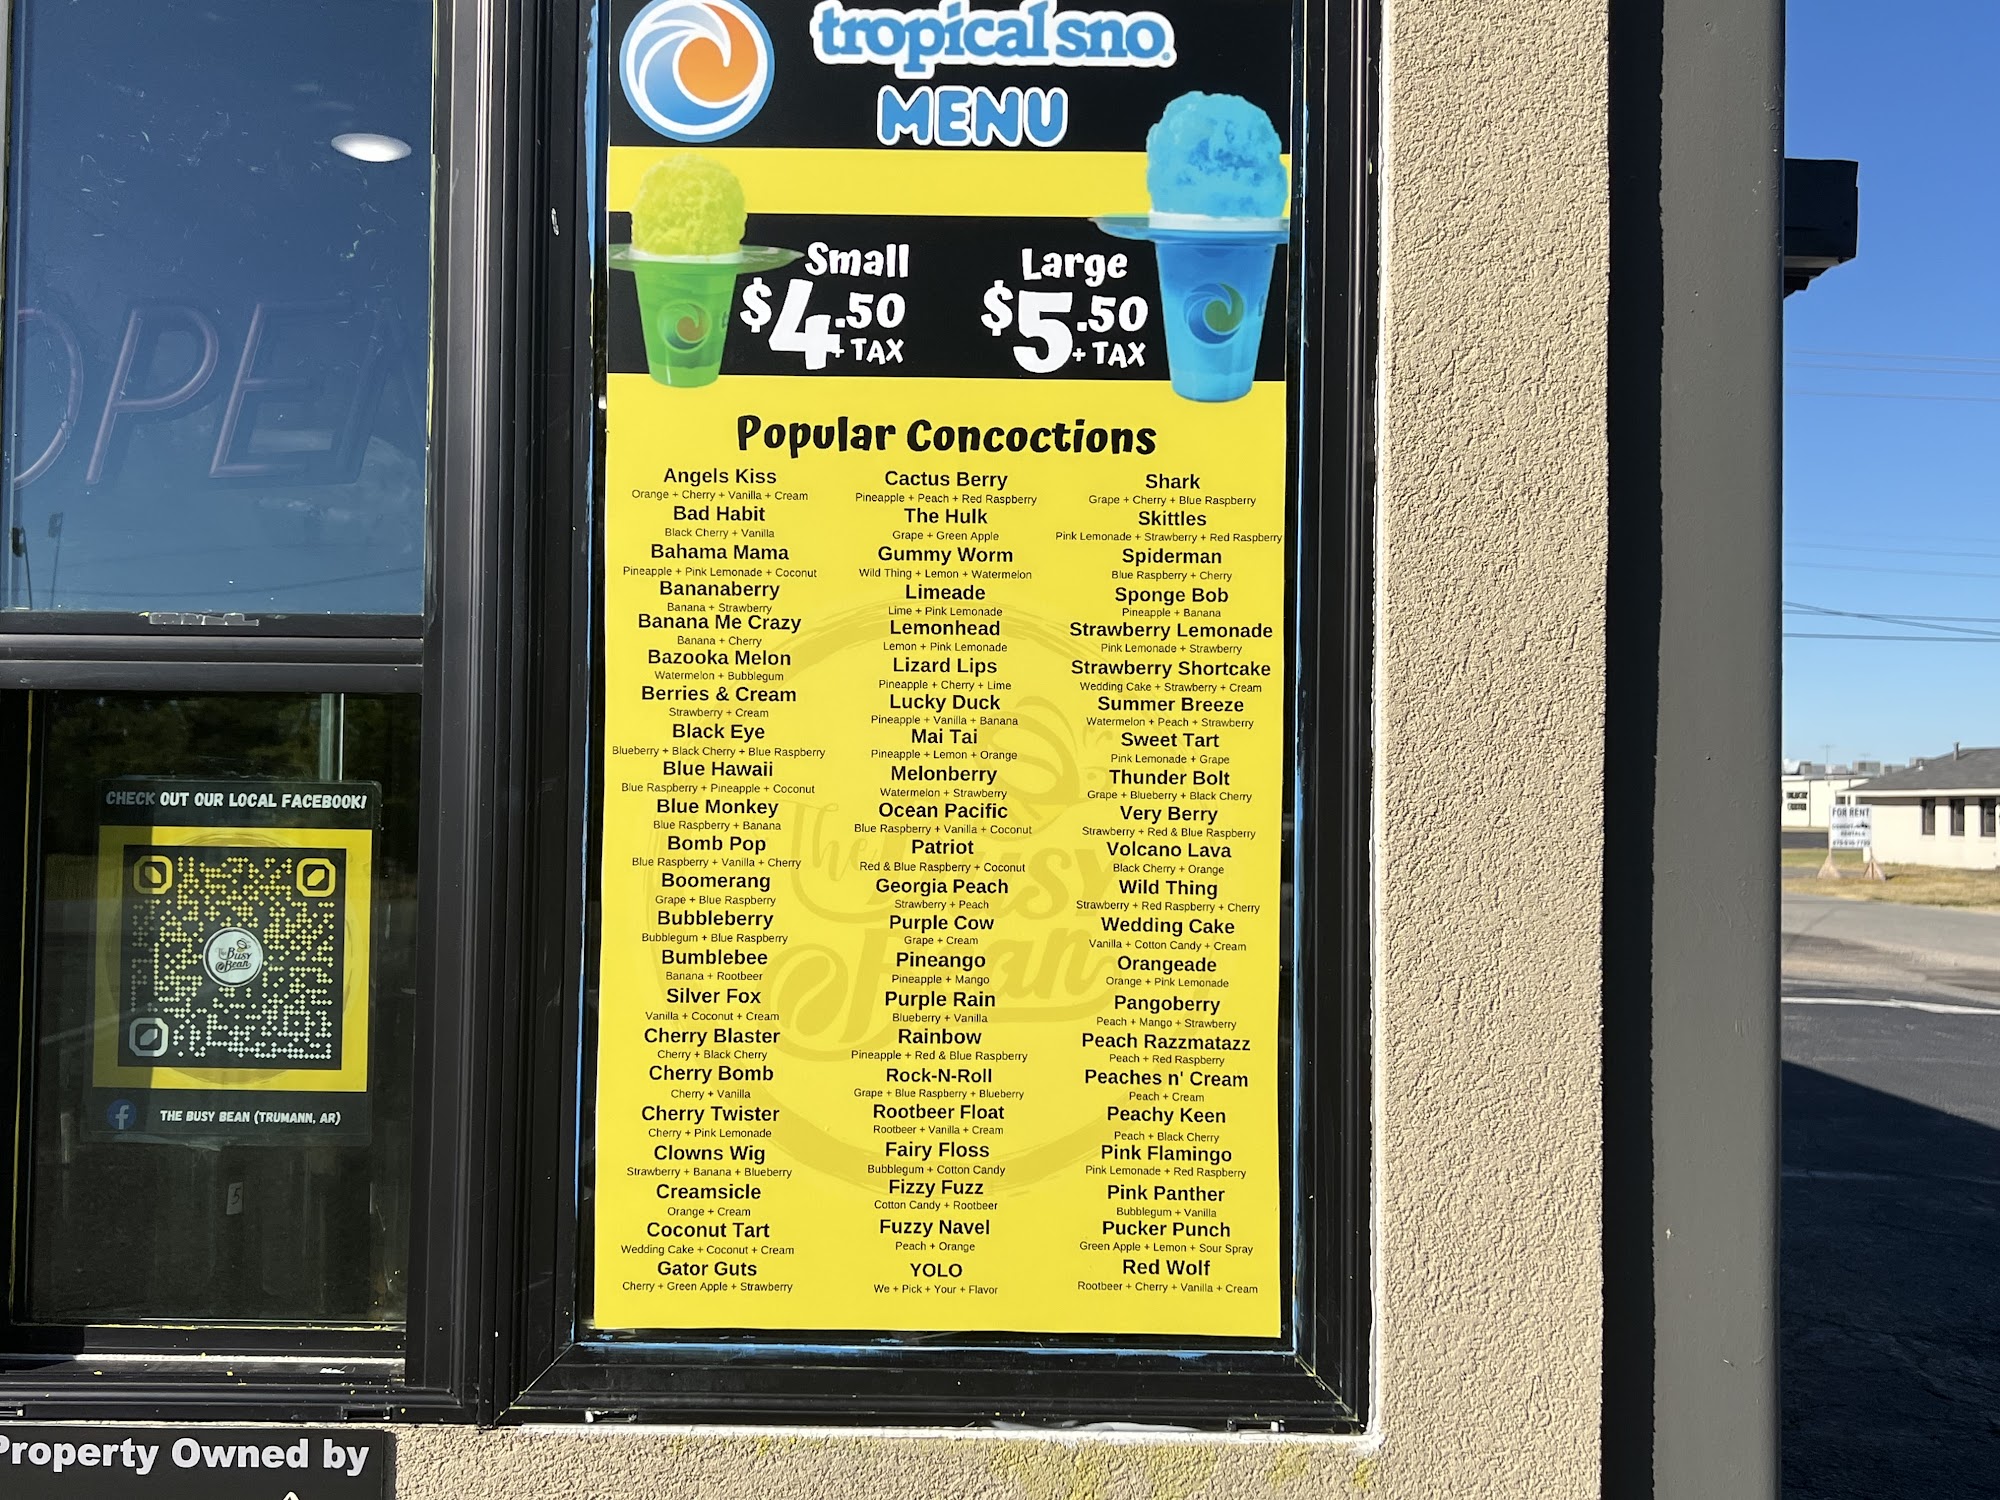 tropical sno.
MENU
Small
$4.50
+ TAX
Large
$5.50
+ TAX
Popular Concoctions
Angels Kiss
Orange + Cherry + Vanilla + Cream
Bad Habit
Black Cherry + Vanilla
Bahama Mama
Pineapple + Pink Lemonade + Coconut
Bananaberry
Banana + Strawberry
Banana Me Crazy
Banana + Cherry
Bazooka Melon
Watermelon + Bubblegum
Berries & Cream
Strawberry + Cream
Black Eye
Blueberry + Black Cherry + Blue Raspberry
Blue Hawaii
Blue Raspberry + Pineapple + Coconut
Blue Monkey
Blue Raspberry + Banana
Bomb Pop
Blue Raspberry + Vanilla + Cherry
Boomerang
Grape + Blue Raspberry
Bubbleberry
Bubblegum + Blue Raspberry
Bumblebee
Banana + Rootbeer
Silver Fox
Vanilla + Coconut + Cream
Cherry Blaster
Cherry + Black Cherry
Cherry Bomb
Cherry + Vanilla
Cherry Twister
Cherry + Pink Lemonade
Clowns Wig
Strawberry + Banana + Blueberry
Creamsicle
Orange + Cream
Coconut Tart
Wedding Cake + Coconut + Cream
Gator Guts
Cherry + Green Apple + Strawberry
Cactus Berry
Pineapple + Peach + Red Raspberry
The Hulk
Grape + Green Apple
Gummy Worm
Wild Thing + Lemon + Watermelon
Limeade
Lime + Pink Lemonade
Lemonhead
Lemon + Pink Lemonade
Lizard Lips
Pineapple + Cherry + Lime
Lucky Duck
Pineapple + Vanilla + Banana
Mai Tai
Pineapple + Lemon + Orange
Melonberry
Watermelon + Strawberry
Ocean Pacific
Blue Raspberry + Vanilla + Coconut
Patriot
Red & Blue Raspberry + Coconut
Georgia Peach
Strawberry + Peach
Purple Cow
Grape + Cream
Pineango
Pineapple + Mango
Purple Rain
Blueberry + Vanilla
Rainbow
Pineapple + Red & Blue Raspberry
Rock-N-Roll
Grape + Blue Raspberry + Blueberry
Rootbeer Float
Rootbeer + Vanilla + Cream
Fairy Floss
Bubblegum + Cotton Candy
Fizzy Fuzz
Cotton Candy + Rootbeer
Fuzzy Navel
Peach + Orange
YOLO
We + Pick + Your + Flavor
Shark
Grape + Cherry + Blue Raspberry
Skittles
Pink Lemonade + Strawberry + Red Raspberry
Spiderman
Blue Raspberry + Cherry
Sponge Bob
Pineapple + Banana
Strawberry Lemonade
Pink Lemonade + Strawberry
Strawberry Shortcake
Wedding Cake + Strawberry + Cream
Summer Breeze
Watermelon + Peach + Strawberry
Sweet Tart
Pink Lemonade + Grape
Thunder Bolt
Grape + Blueberry + Black Cherry
Very Berry
Strawberry + Red & Blue Raspberry
Volcano Lava
Black Cherry + Orange
Wild Thing
Strawberry + Red Raspberry + Cherry
Wedding Cake
Vanilla + Cotton Candy + Cream
Orangeade
Orange + Pink Lemonade
Pangoberry
Peach + Mango + Strawberry
Peach Razzmatazz
Peach + Red Raspberry
Peaches n' Cream
Peach + Cream
Peachy Keen
Peach + Black Cherry
Pink Flamingo
Pink Lemonade + Red Raspberry
Pink Panther
Bubblegum + Vanilla
Pucker Punch
Green Apple + Lemon + Sour Spray
Red Wolf
Rootbeer + Cherry + Vanilla + Cream
The
Busy
Bean
OPEN
CHECK OUT OUR LOCAL FACEBOOK!
The
Busy
Bean
THE BUSY BEAN (TRUMANN, AR)
Property Owned by
FOR RENT